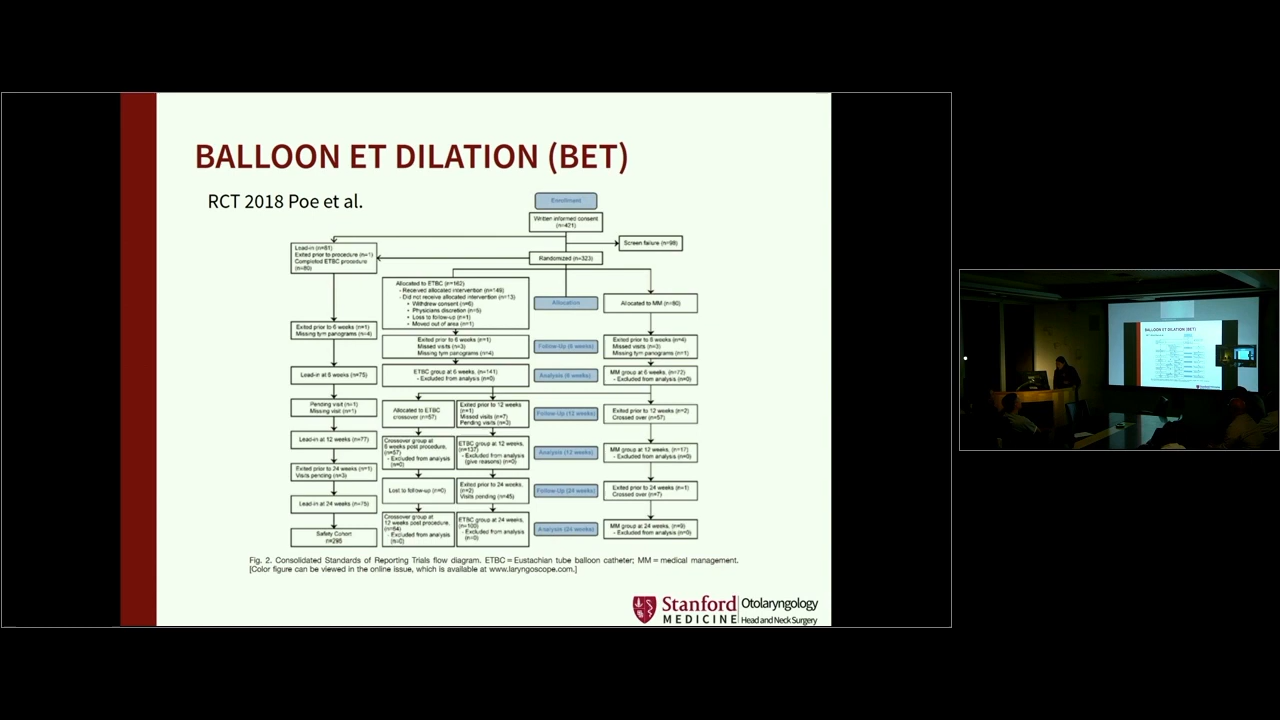 BALLOON ET DILATION (BET)
RCT 2018 Poe et al.
Enrollment
Written informed consent
(n=421)
Screen failure (n=98)
Randomized (n=323)
Lead-in (n=81)
Exited prior to procedure (n=1)
Completed ETBC procedure
(n=80)
Allocated to ETBC (n=162)
- Received allocated intervention (n=149)
- Did not receive allocated intervention (n=13)
• Withdrew consent (n=6)
• Physicians discretion (n=5)
• Loss to follow-up (n=1)
• Moved out of area (n=1)
Allocation
Allocated to MM (n=80)
Exited prior to 6 weeks (n=1)
Missing tym panograms (n=4)
Exited prior to 6 weeks (n=1)
Missed visits (n=3)
Missing tym panograms (n=4)
Follow-Up (6 weeks)
Exited prior to 6 weeks (n=4)
Missed visits (n=3)
Missing tym panograms (n=1)
Lead-in at 6 weeks (n=75)
ETBC group at 6 weeks, (n=141)
- Excluded from analysis (n=0)
Analysis (6 weeks)
MM group at 6 weeks, (n=72)
- Excluded from analysis (n=0)
Pending visit (n=1)
Missing visit (n=1)
Allocated to ETBC
crossover (n=57)
Exited prior to 12 weeks
(n=1)
Missed visits (n=7)
Pending visits (n=3)
Follow-Up (12 weeks)
Exited prior to 12 weeks (n=2)
Crossed over (n=57)
Lead-in at 12 weeks (n=77)
Crossover group at
6 weeks post procedure,
(n=57)
- Excluded from analysis
(n=0)
ETBC group at 12 weeks,
(n=137)
- Excluded from analysis
(give reasons) (n=0)
Analysis (12 weeks)
MM group at 12 weeks, (n=17)
- Excluded from analysis (n=0)
Exited prior to 24 weeks (n=1)
Visits pending (n=3)
Lost to follow-up (n=0)
Exited prior to 24 weeks,
(n=2)
Visits pending (n=45)
Follow-Up (24 weeks)
Exited prior to 24 weeks (n=1)
Crossed over (n=7)
Lead-in at 24 weeks (n=75)
Crossover group at
12 weeks post procedure,
(n=64)
- Excluded from analysis
(n=0)
ETBC group at 24 weeks,
(n=100)
- Excluded from analysis
(n=0)
Analysis (24 weeks)
MM group at 24 weeks, (n=9)
- Excluded from analysis (n=0)
Safety Cohort
n=295
Fig. 2. Consolidated Standards of Reporting Trials flow diagram. ETBC = Eustachian tube balloon catheter; MM = medical management.
[Color figure can be viewed in the online issue, which is available at www.laryngoscope.com.]
Stanford
MEDICINE
Otolaryngology
Head and Neck Surgery
BALLOON ET DILATION (BET)